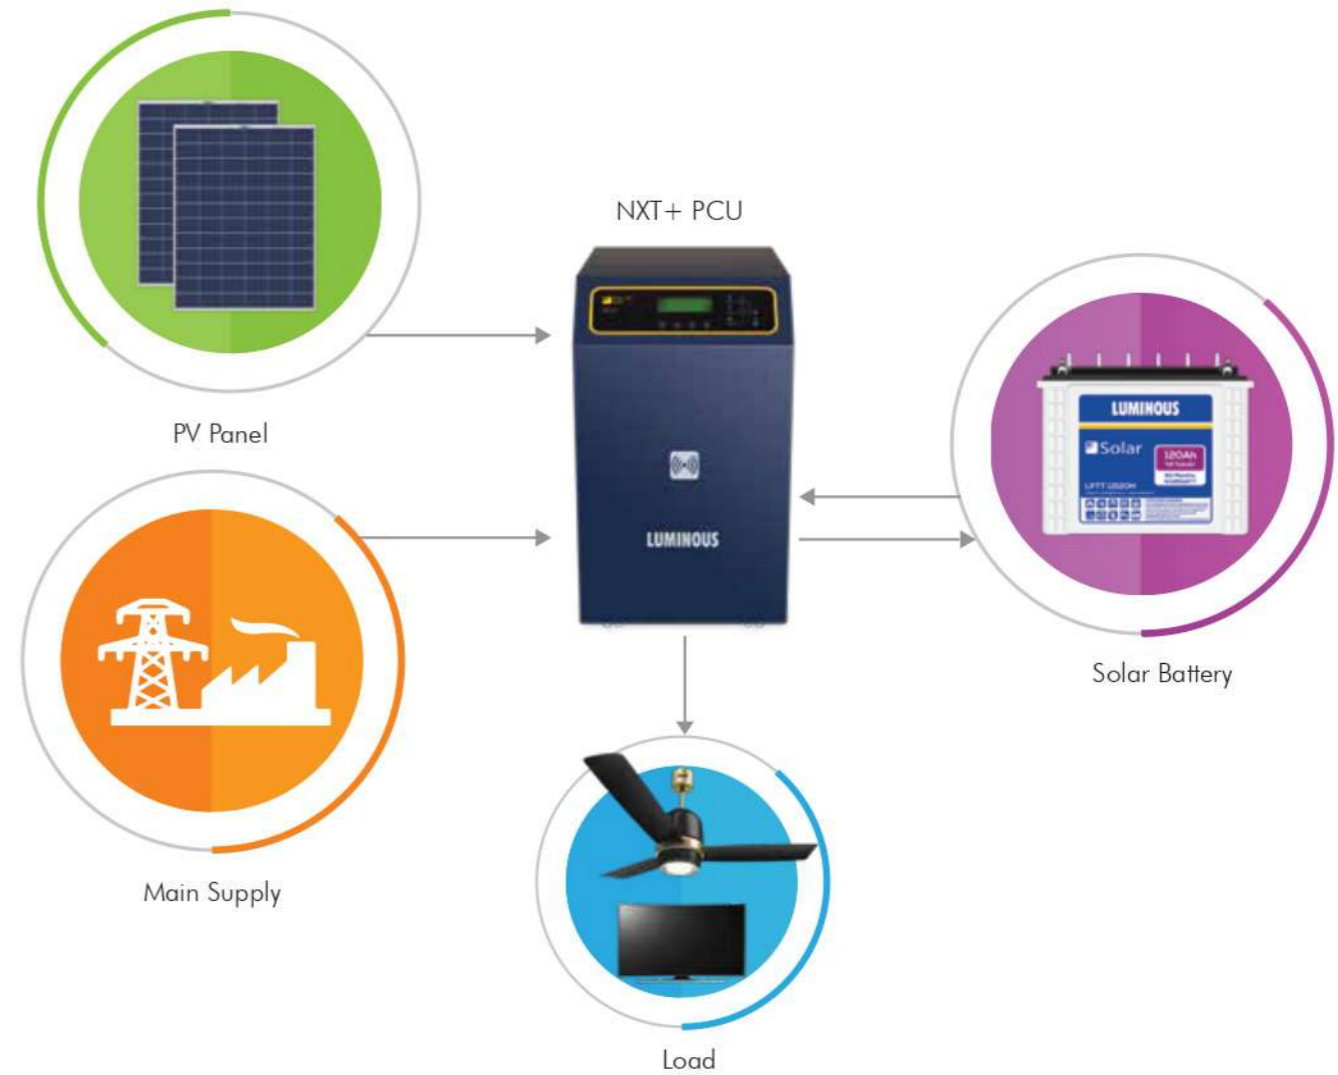 NXT+ PCU
PV Panel
LUMINOUS
Main Supply
LUMINOUS
Solar
120Ah
Solar Battery
Load